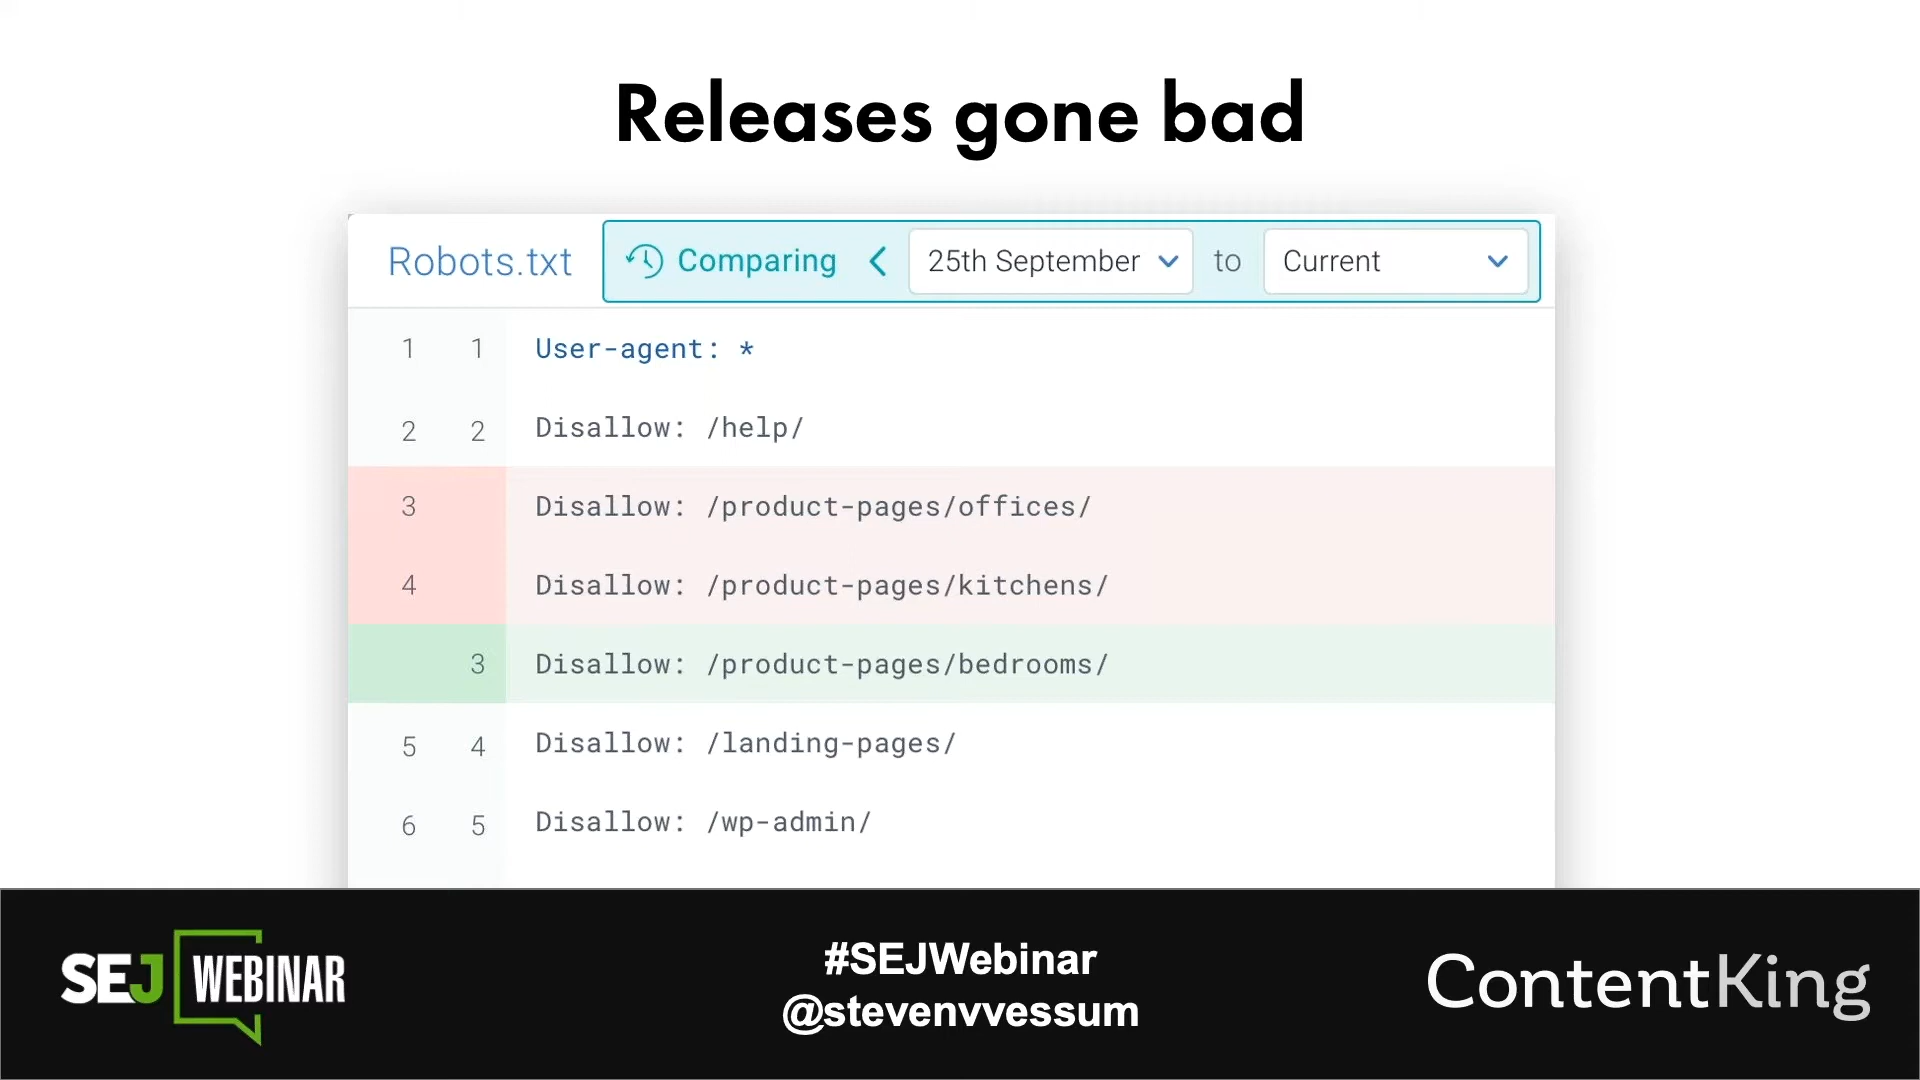 Releases gone bad
Robots.txt Comparing 25th September to Current
1 1 User-agent: *
2 2 Disallow: /help/
3 Disallow: /product-pages/offices/
4 Disallow: /product-pages/kitchens/
3 Disallow: /product-pages/bedrooms/
5 4 Disallow: /landing-pages/
6 5 Disallow: /wp-admin/
SEJ WEBINAR
#SEJWebinar
@stevenvvessum
ContentKing